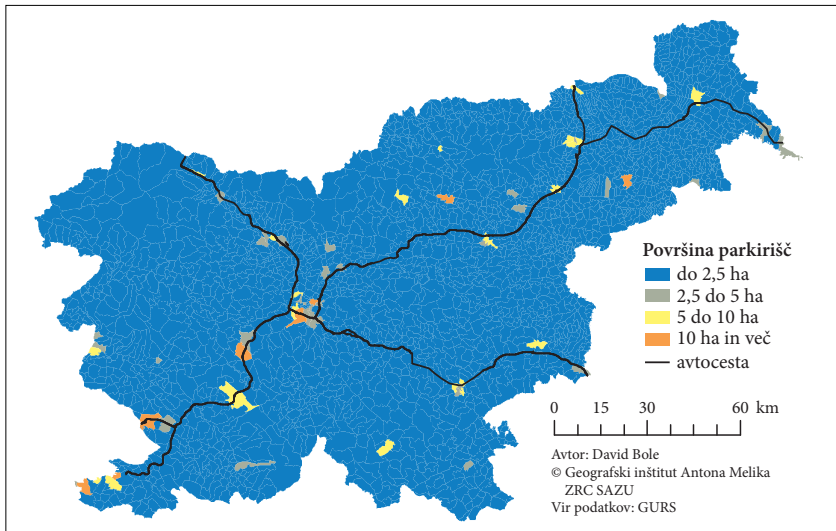 Površina parkirišč
do 2,5 ha
2,5 do 5 ha
5 do 10 ha
10 ha in več
avtocesta
0 15 30 60 km
Avtor: David Bole
© Geografski inštitut Antona Melika
ZRC SAZU
Vir podatkov: GURS